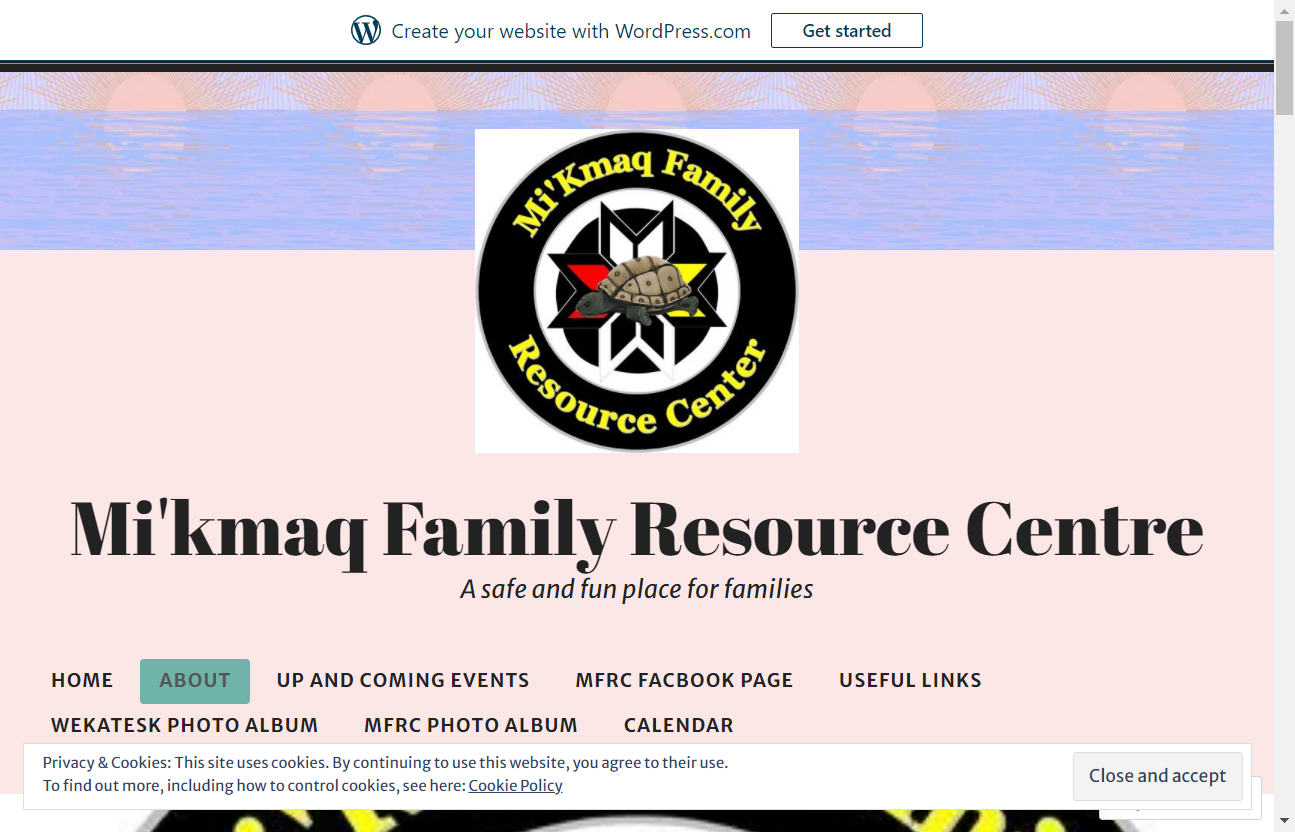 Create your website with WordPress.com
Get started
Mi'Kmaq Family
Resource Center
Mi'kmaq Family Resource Centre
A safe and fun place for families
HOME
ABOUT
UP AND COMING EVENTS
MFRC FACBOOK PAGE
USEFUL LINKS
WEKATESK PHOTO ALBUM
MFRC PHOTO ALBUM
CALENDAR
Privacy & Cookies: This site uses cookies. By continuing to use this website, you agree to their use.
To find out more, including how to control cookies, see here: Cookie Policy
Close and accept